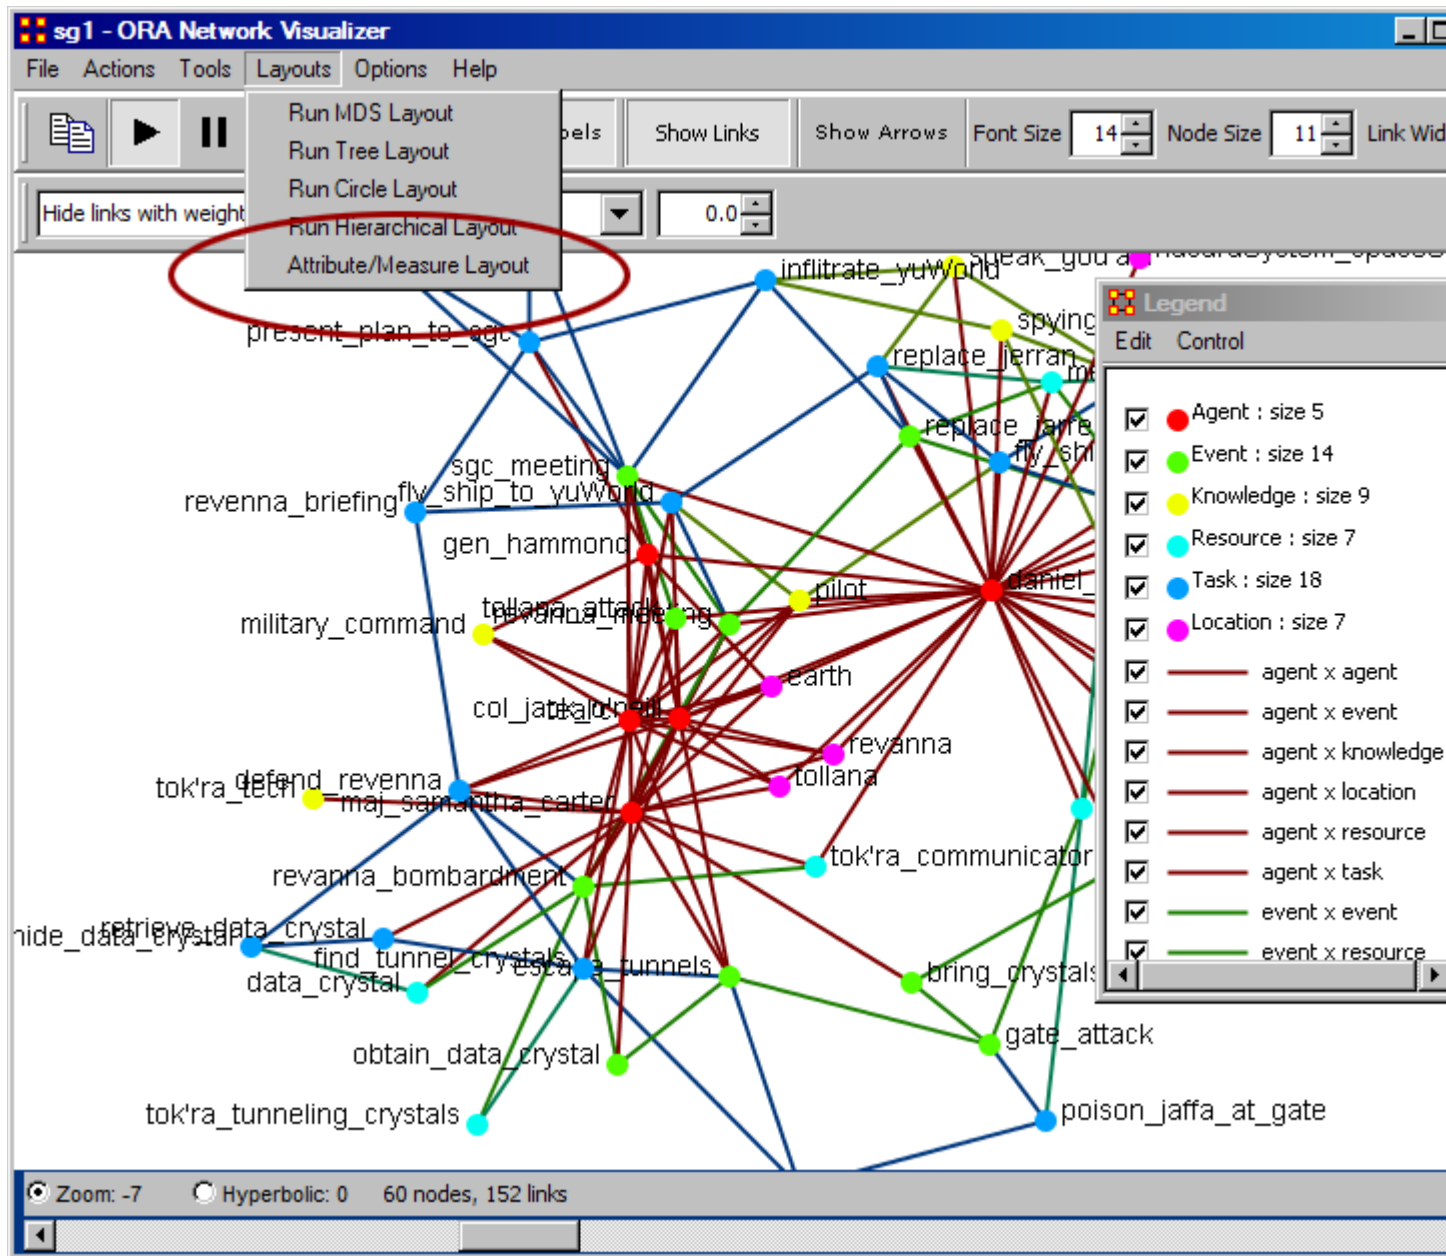 sg1 - ORA Network Visualizer
File Actions Tools Layouts Options Help
Run MDS Layout
Run Tree Layout
Run Circle Layout
Run Hierarchical Layout
Attribute/Measure Layout
Show Links Show Arrows Font Size 14 Node Size 11 Link
Hide links with weight 0.0
inflitrate_yuWorld
present_plan_to_sgc
spying
replace_jerran
sgc_meeting
revenna_briefing
fly_ship_to_yuWorld
gen_hammond
tollana_attack
revanna_meeting
pilot
military_command
earth
revanna
tollana
defend_revenna
tok'ra_tech
maj_samantha_carter
tok'ra_communicator
revanna_bombardment
retrieve_data_crystal
hide_data_crystal
find_tunnel_crystals
escape_tunnels
data_crystal
bring_crystals
gate_attack
obtain_data_crystal
tok'ra_tunneling_crystals
poison_jaffa_at_gate
Legend
Edit Control
Agent : size 5
Event : size 14
Knowledge : size 9
Resource : size 7
Task : size 18
Location : size 7
agent x agent
agent x event
agent x knowledge
agent x location
agent x resource
agent x task
event x event
event x resource
Zoom: -7 Hyperbolic: 0 60 nodes, 152 links